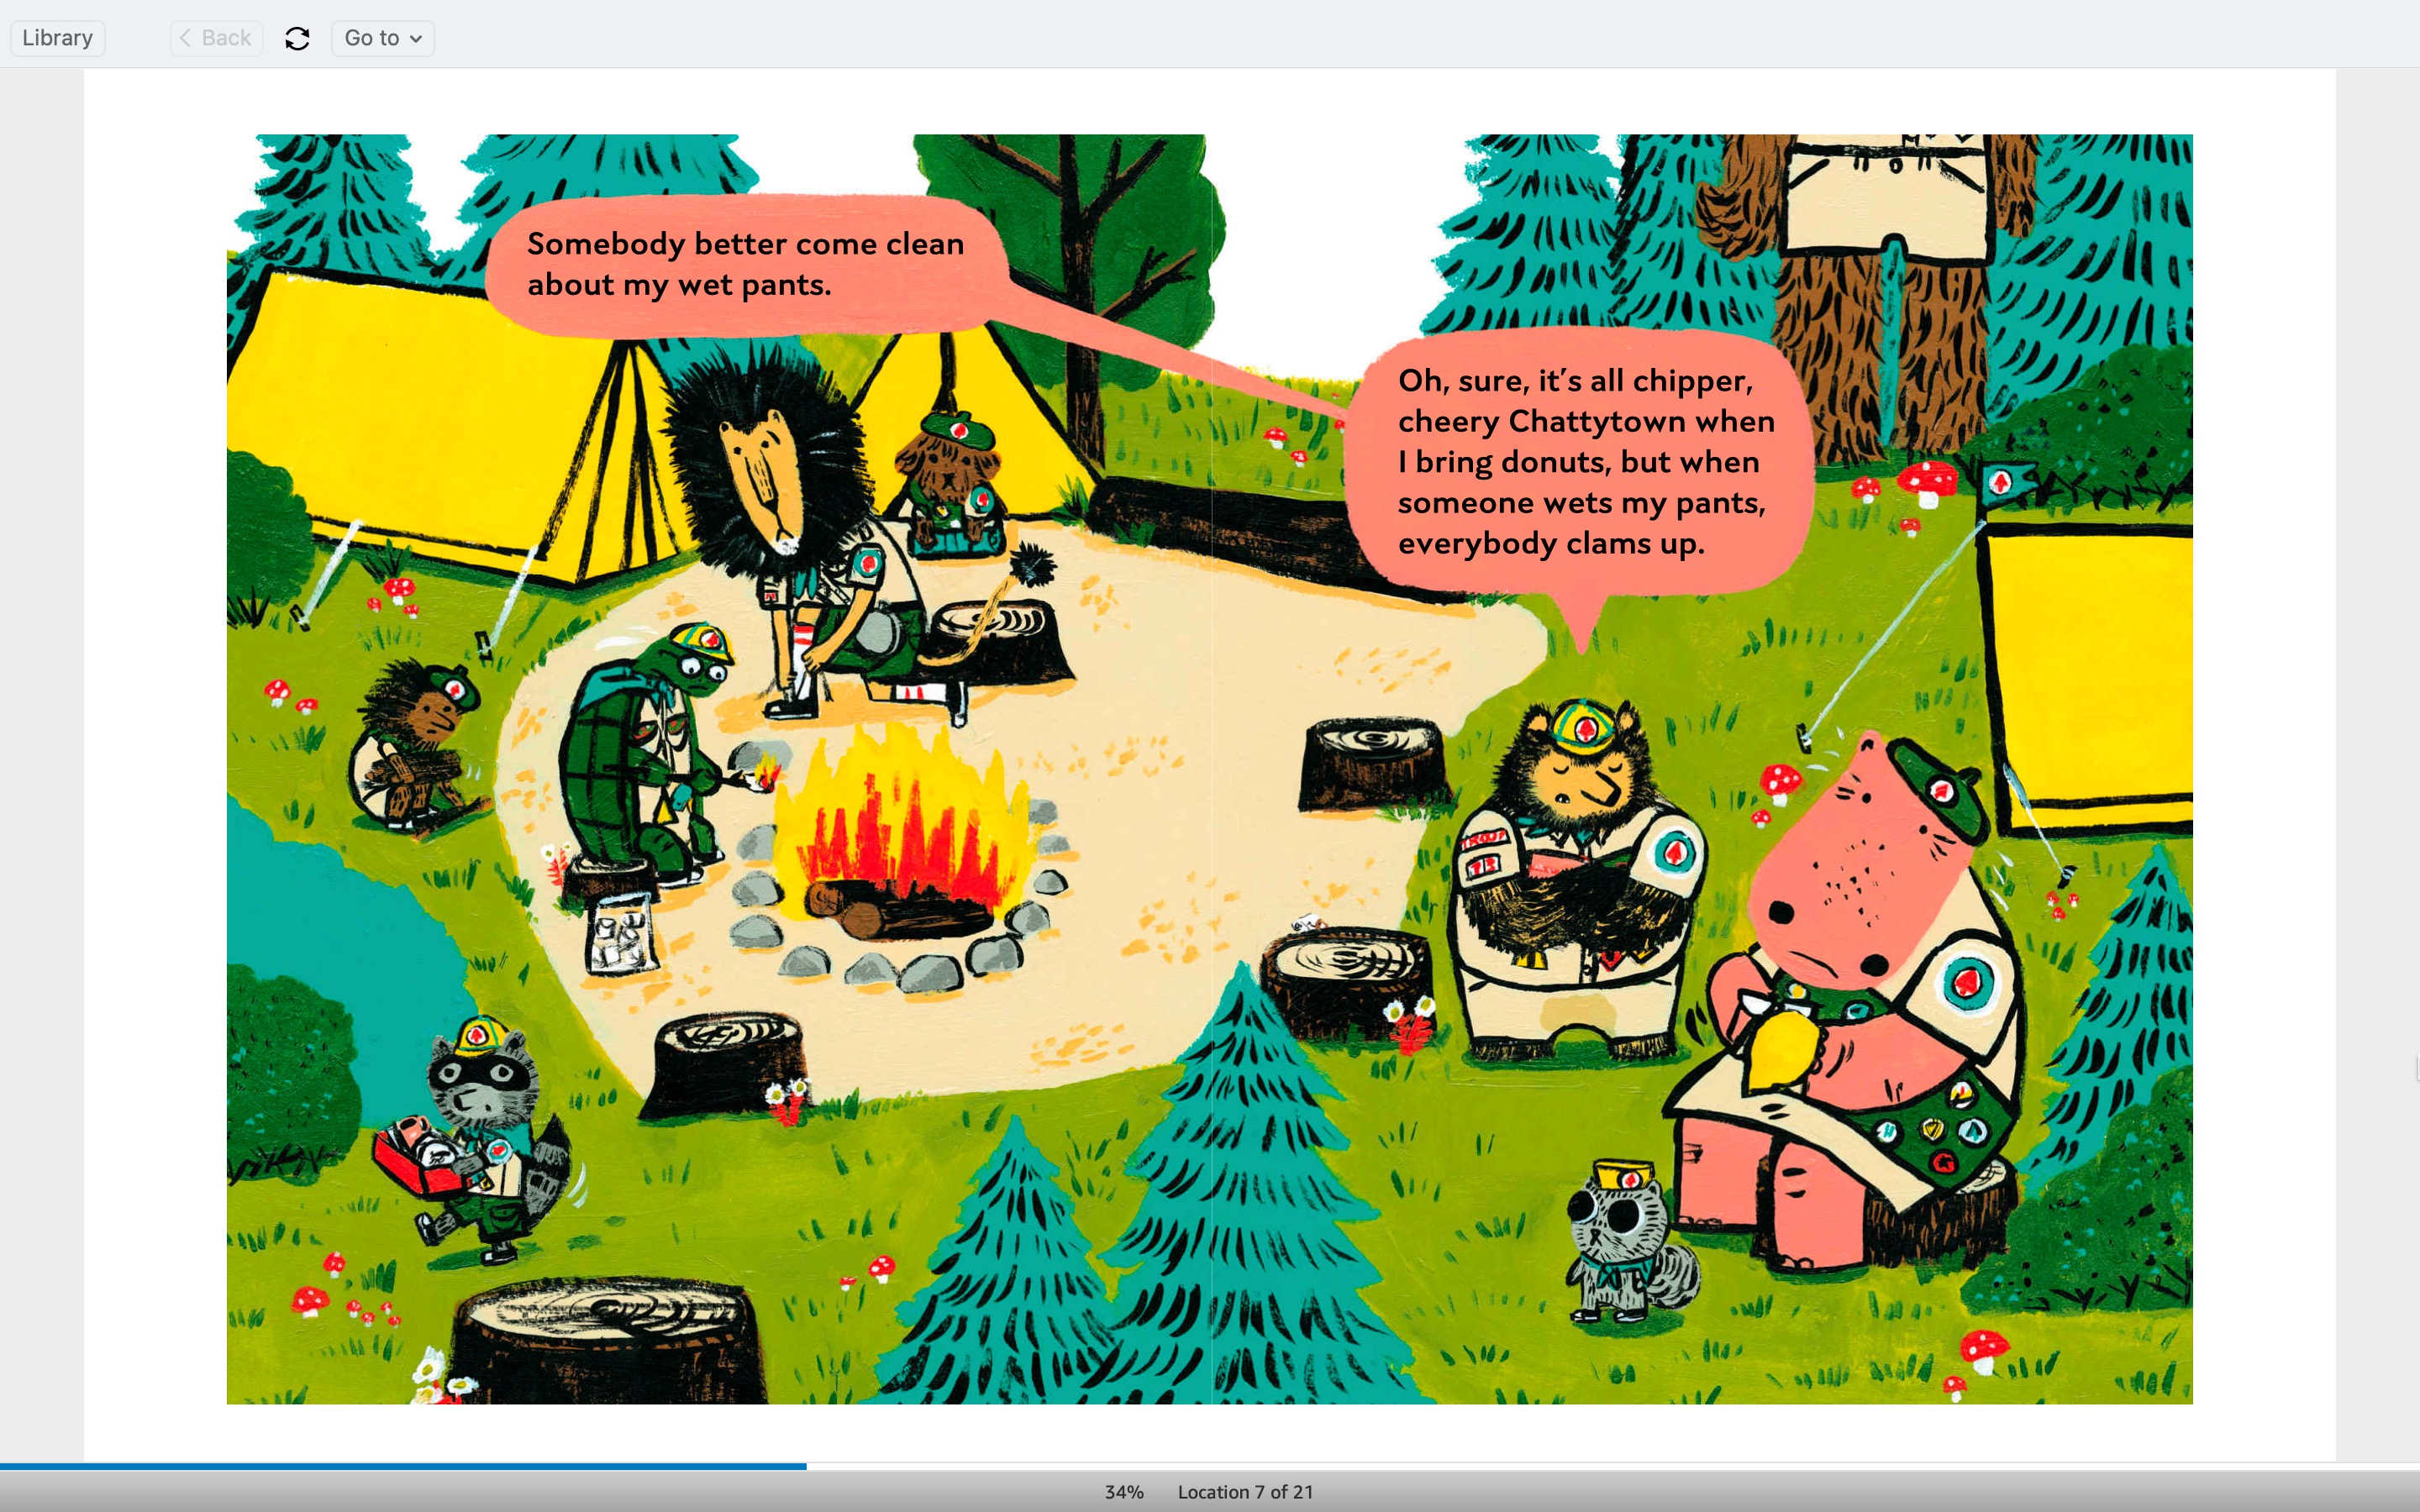 Library
Back
Go to
Somebody better come clean
about my wet pants.
Oh, sure, it's all chipper,
cheery Chattytown when
I bring donuts, but when
someone wets my pants,
everybody clams up.
TROOP
73
34% Location 7 of 21